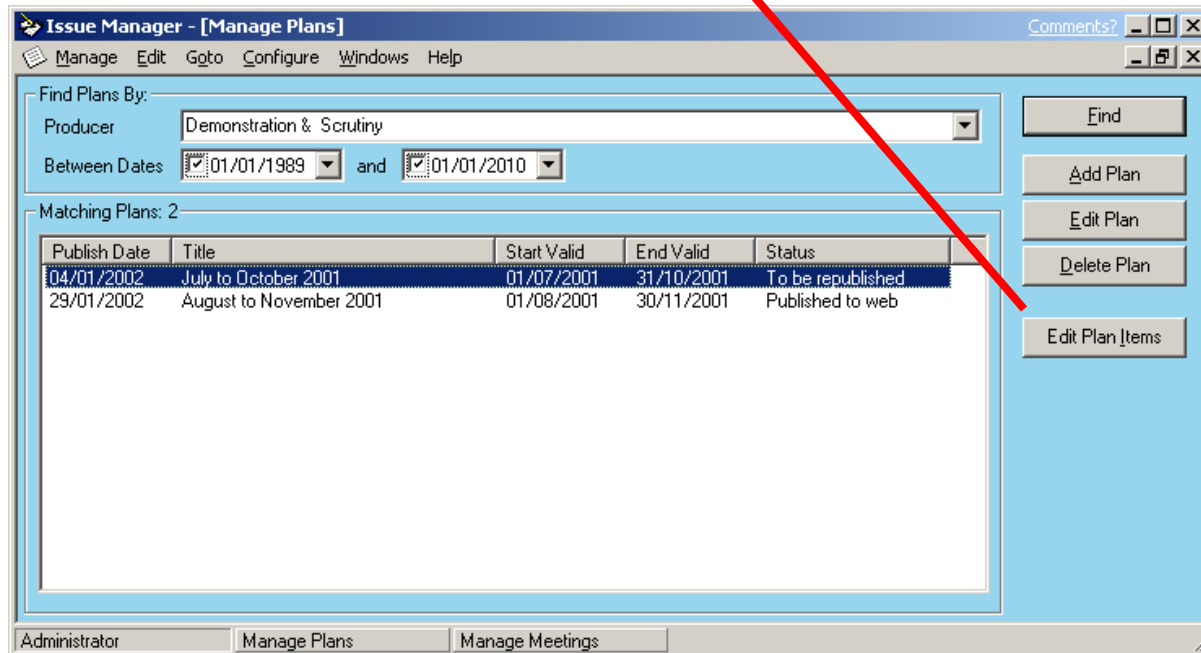 Issue Manager - [Manage Plans] Comments?
Manage Edit Goto Configure Windows Help
Find Plans By:
Producer Demonstration & Scrutiny
Between Dates 01/01/1989 and 01/01/2010
Find
Add Plan
Edit Plan
Delete Plan
Edit Plan Items
Matching Plans: 2
Publish Date Title Start Valid End Valid Status
04/01/2002 July to October 2001 01/07/2001 31/10/2001 To be republished
29/01/2002 August to November 2001 01/08/2001 30/11/2001 Published to web
Administrator Manage Plans Manage Meetings